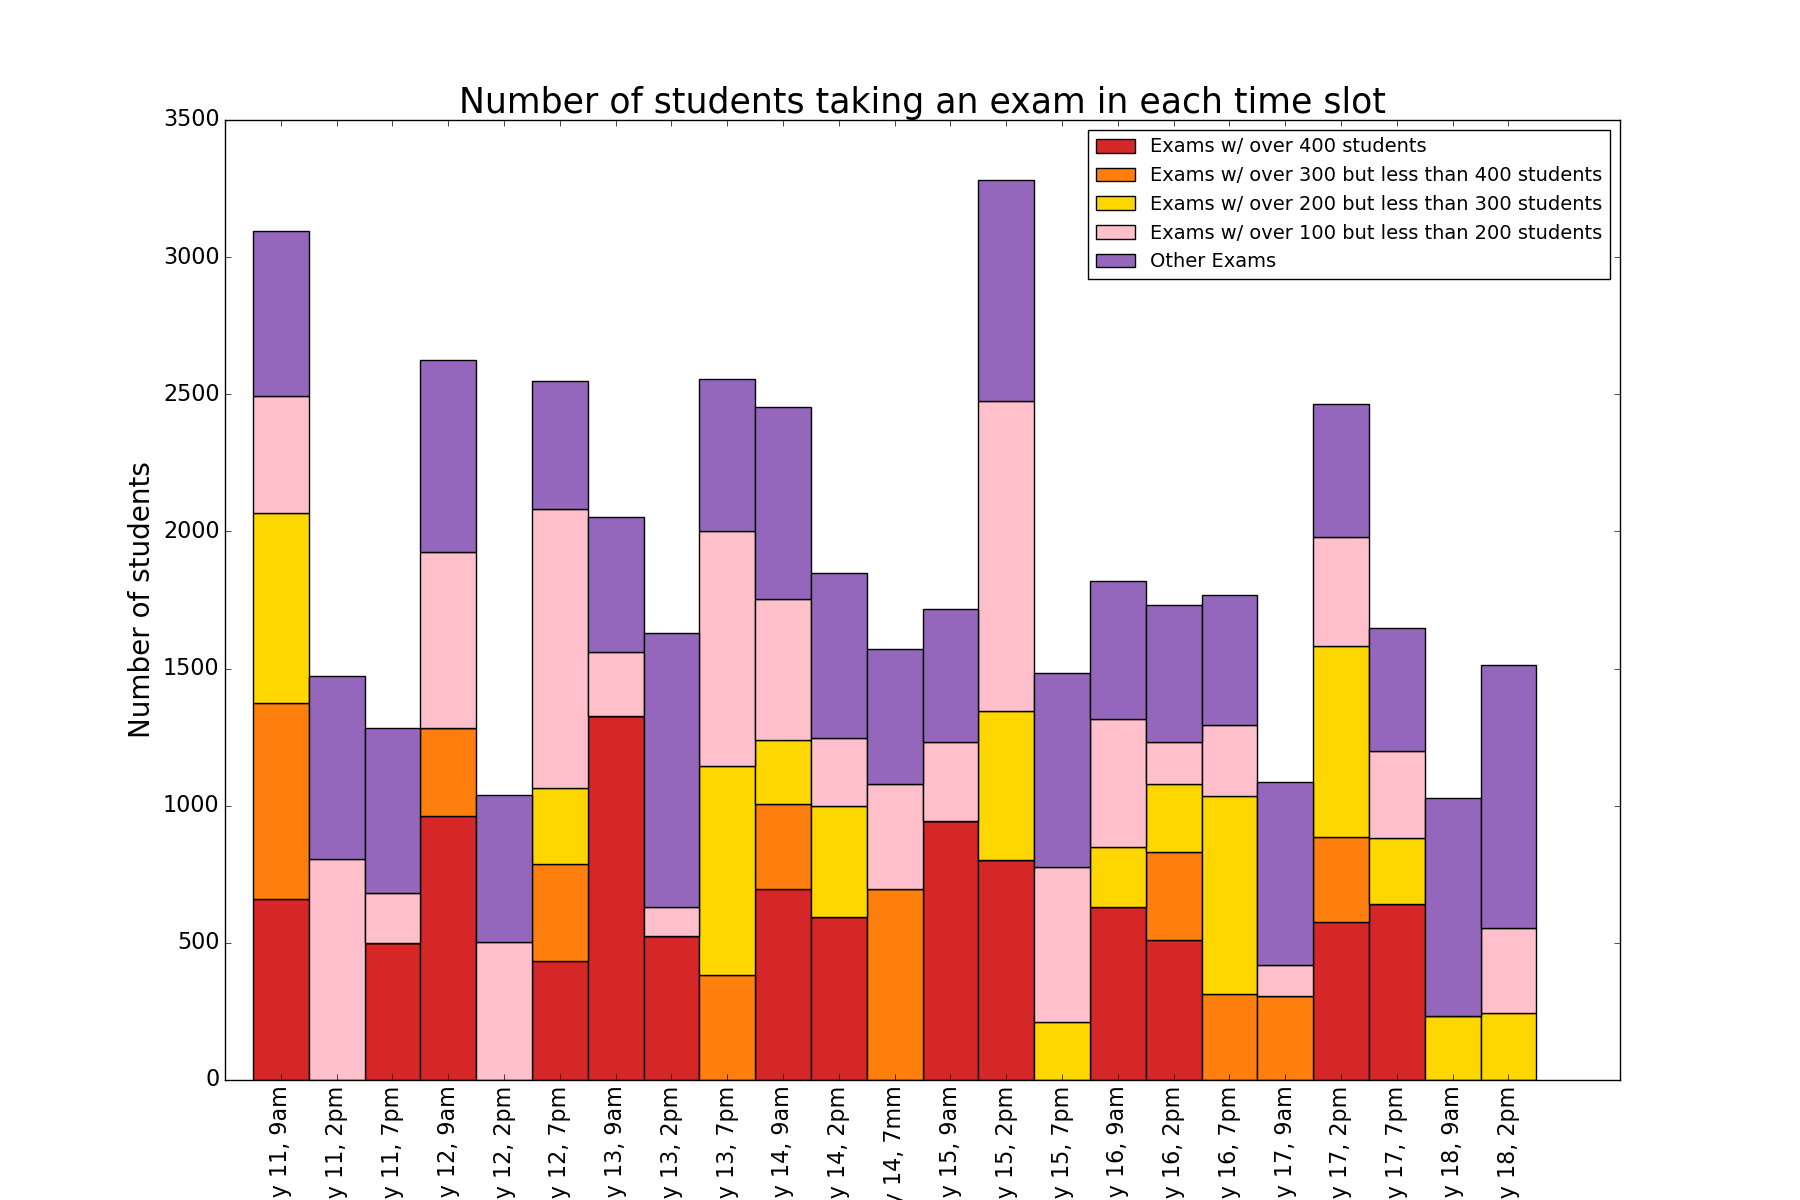 Number of students taking an exam in each time slot
Exams w/ over 400 students
Exams w/ over 300 but less than 400 students
Exams w/ over 200 but less than 300 students
Exams w/ over 100 but less than 200 students
Other Exams
Number of students
3500
3000
2500
2000
1500
1000
500
0
y 11, 9am
y 11, 2pm
y 11, 7pm
y 12, 9am
y 12, 2pm
y 12, 7pm
y 13, 9am
y 13, 2pm
y 13, 7pm
y 14, 9am
y 14, 2pm
y 14, 7mm
y 15, 9am
y 15, 2pm
y 15, 7pm
y 16, 9am
y 16, 2pm
y 16, 7pm
y 17, 9am
y 17, 2pm
y 17, 7pm
y 18, 9am
y 18, 2pm